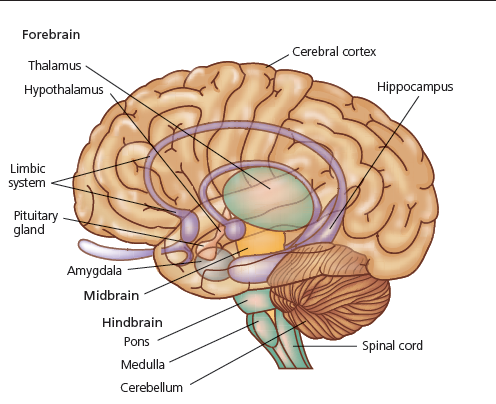 Forebrain
Cerebral cortex
Thalamus
Hypothalamus
Hippocampus
Limbic
system
Pituitary
gland
Amygdala
Midbrain
Hindbrain
Pons
Spinal cord
Medulla
Cerebellum